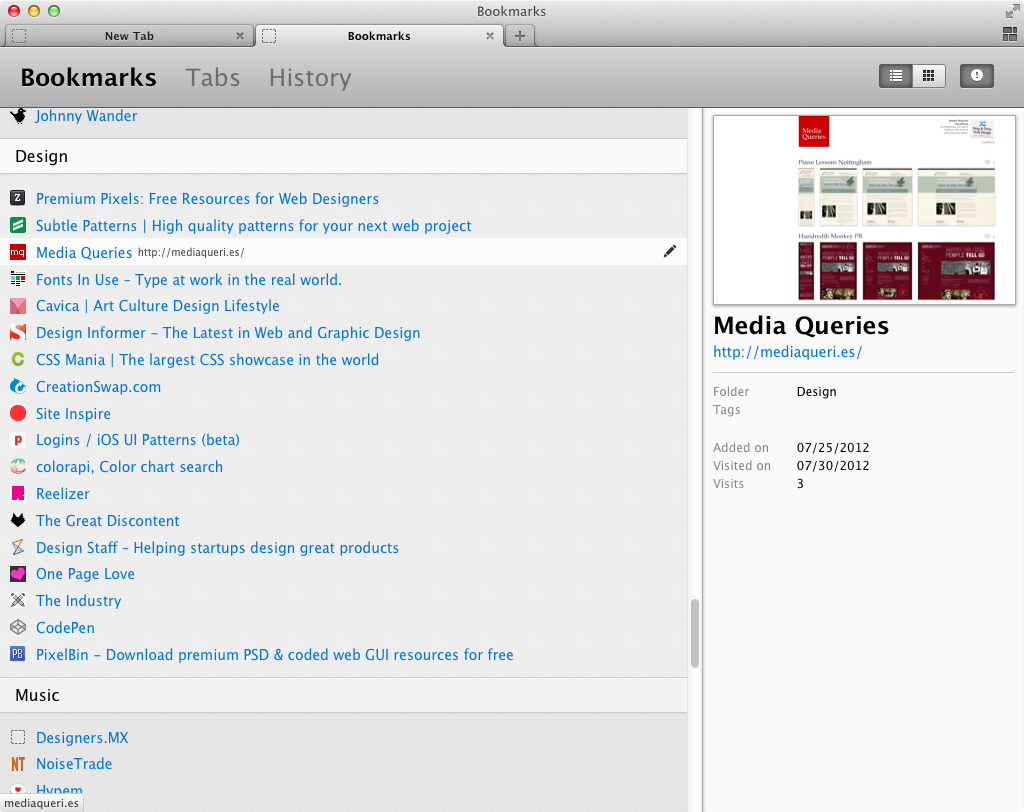 Bookmarks
New Tab
Bookmarks
Bookmarks Tabs History
Johnny Wander
Design
Z Premium Pixels: Free Resources for Web Designers
Subtle Patterns | High quality patterns for your next web project
mq Media Queries http://mediaqueri.es/
Fonts In Use – Type at work in the real world.
Cavica | Art Culture Design Lifestyle
Design Informer – The Latest in Web and Graphic Design
CSS Mania | The largest CSS showcase in the world
CreationSwap.com
Site Inspire
p Logins / iOS UI Patterns (beta)
colorapi, Color chart search
Reelizer
The Great Discontent
Design Staff – Helping startups design great products
One Page Love
The Industry
CodePen
PB PixelBin – Download premium PSD & coded web GUI resources for free
Music
Designers.MX
NT NoiseTrade
Hypem
mediaqueri.es
Media
Queries
Piano Lessons Nottingham
Hundredth Monkey PR
PEOPLE TELL
Media Queries
http://mediaqueri.es/
Folder Design
Tags
Added on 07/25/2012
Visited on 07/30/2012
Visits 3